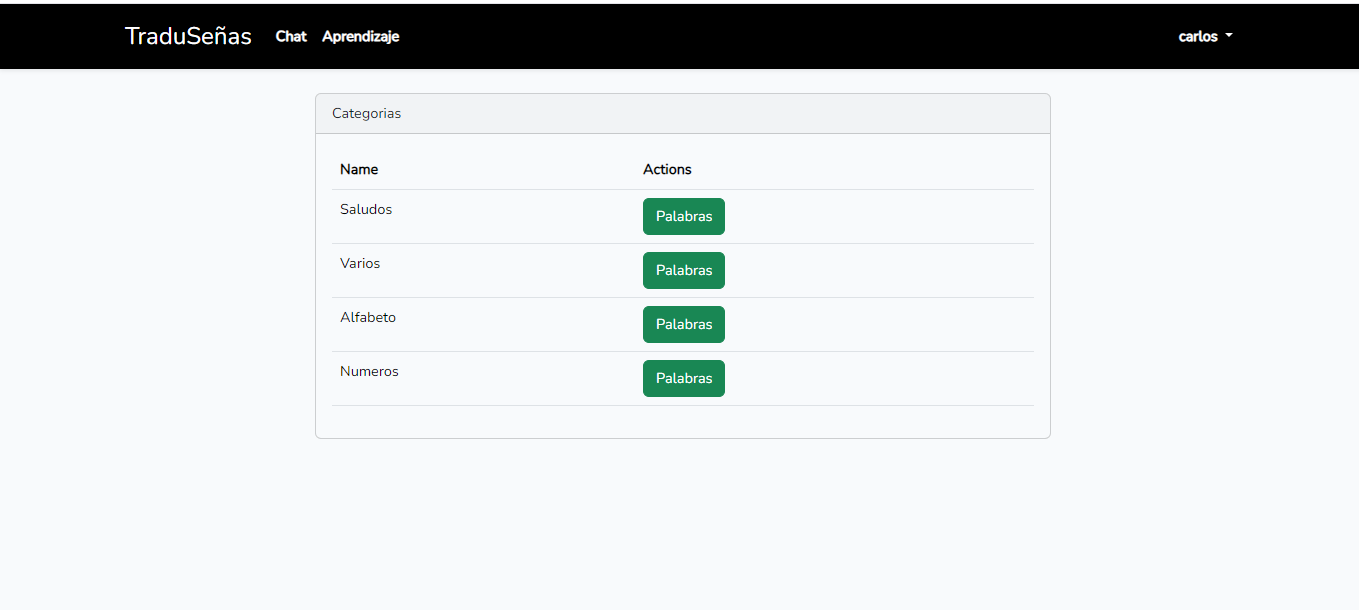 TraduSeñas Chat Aprendizaje carlos
Categorias
Name Actions
Saludos Palabras
Varios Palabras
Alfabeto Palabras
Numeros Palabras